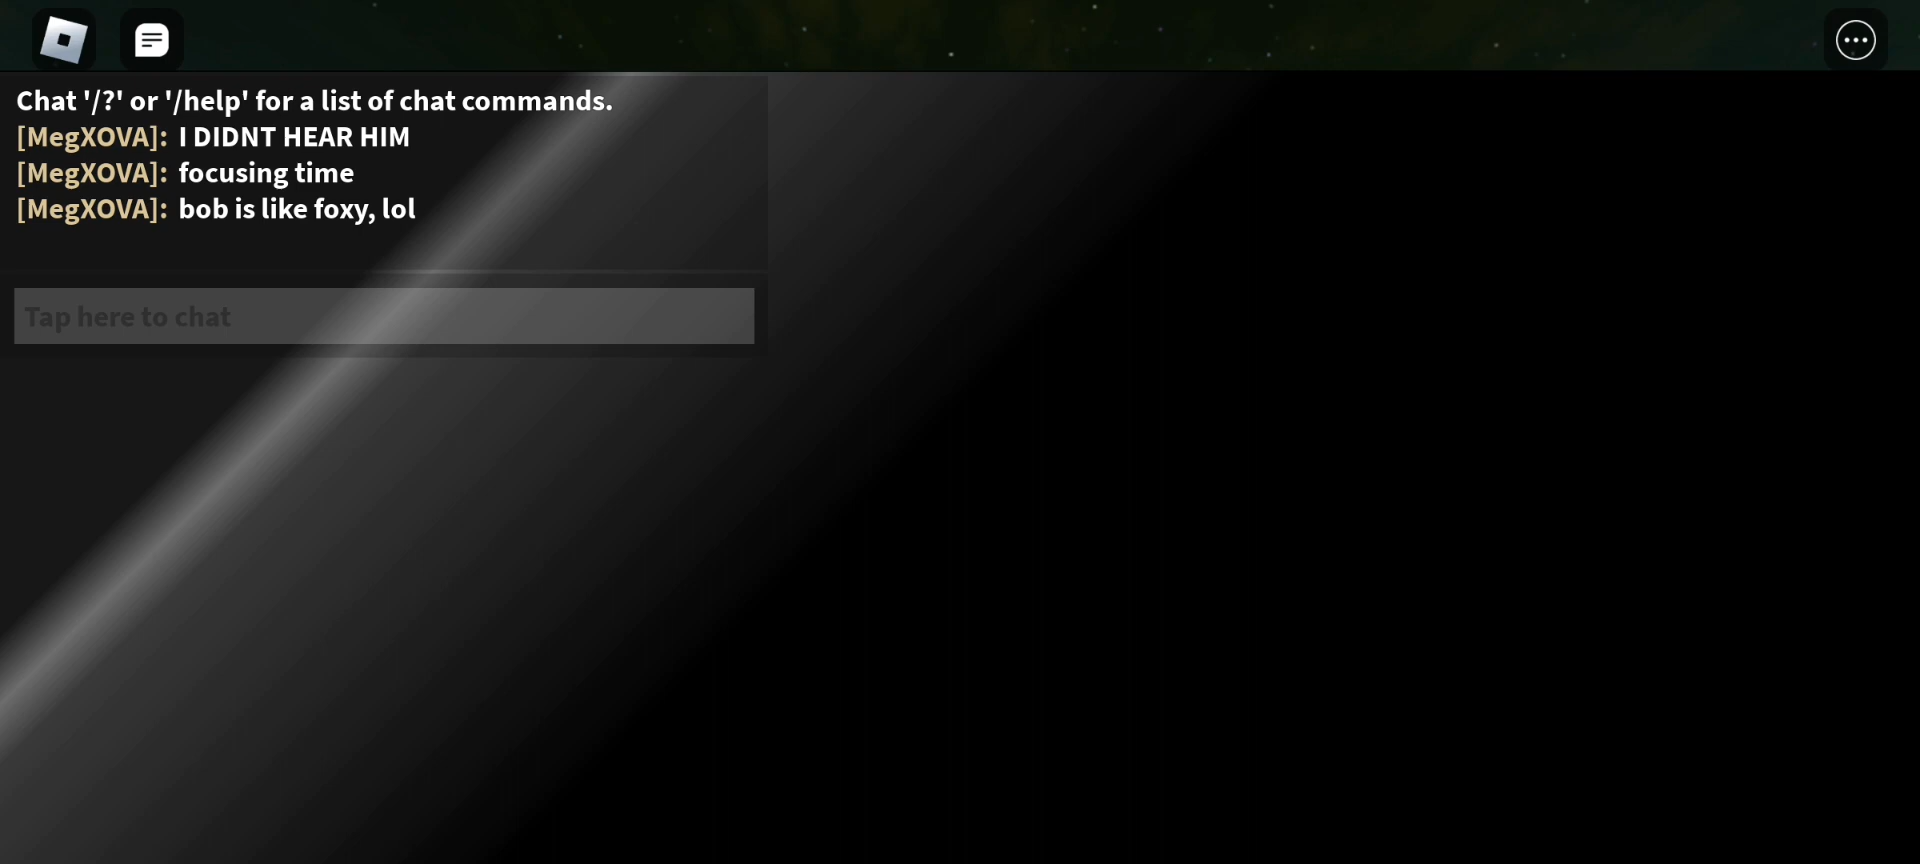 Chat '/?' or '/help' for a list of chat commands.
[MegXOVA]: I DIDNT HEAR HIM
[MegXOVA]: focusing time
[MegXOVA]: bob is like foxy, lol
Tap here to chat